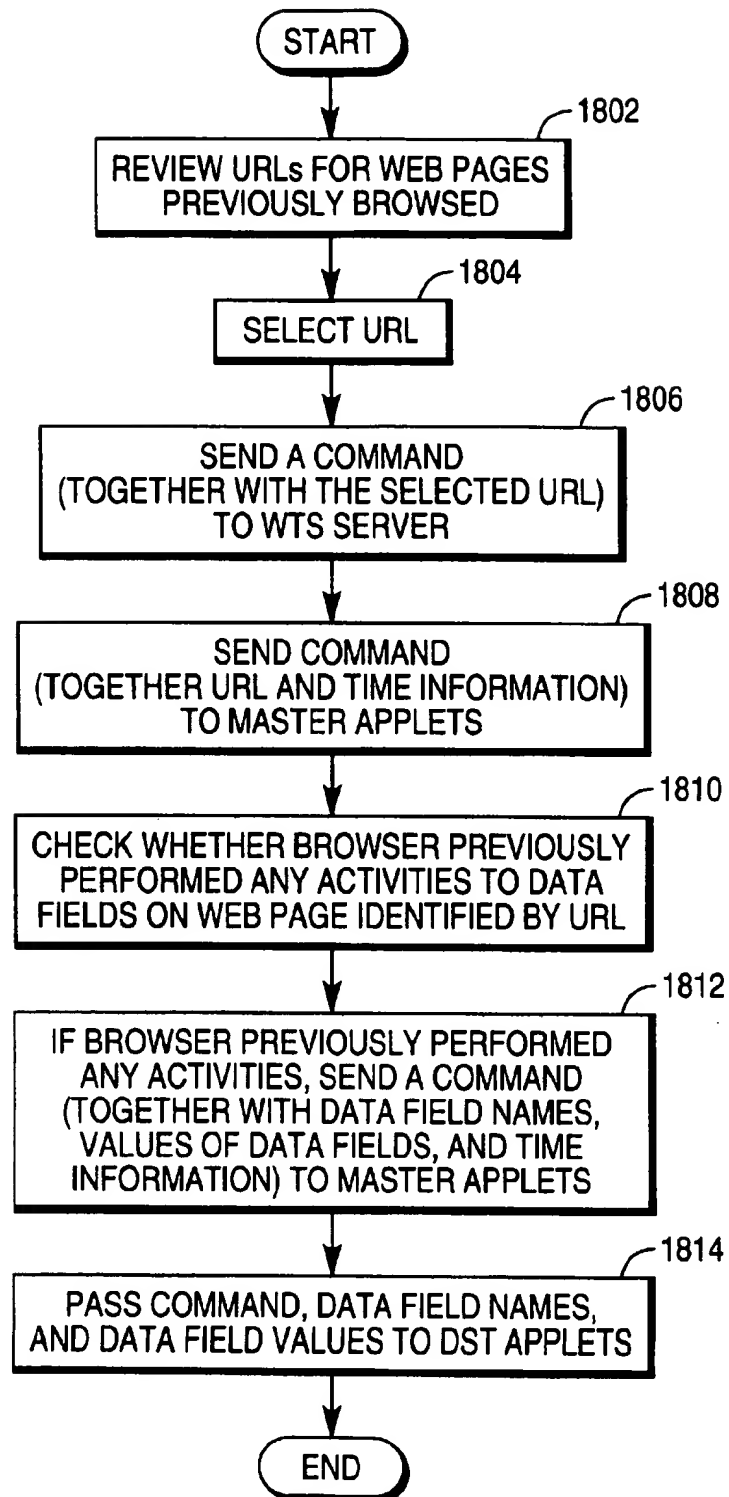 START
1802
REVIEW URLs FOR WEB PAGES
PREVIOUSLY BROWSED
1804
SELECT URL
1806
SEND A COMMAND
(TOGETHER WITH THE SELECTED URL)
TO WTS SERVER
1808
SEND COMMAND
(TOGETHER URL AND TIME INFORMATION)
TO MASTER APPLETS
1810
CHECK WHETHER BROWSER PREVIOUSLY
PERFORMED ANY ACTIVITIES TO DATA
FIELDS ON WEB PAGE IDENTIFIED BY URL
1812
IF BROWSER PREVIOUSLY PERFORMED
ANY ACTIVITIES, SEND A COMMAND
(TOGETHER WITH DATA FIELD NAMES,
VALUES OF DATA FIELDS, AND TIME
INFORMATION) TO MASTER APPLETS
1814
PASS COMMAND, DATA FIELD NAMES,
AND DATA FIELD VALUES TO DST APPLETS
END